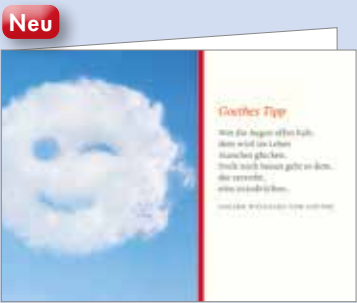 Neu
Goethes Tipp
Wer die Augen offen hält,
dem wird im Leben
manches glücken.
Doch noch besser geht es dem,
der versteht,
eins zuzudrücken.
JOHANN WOLFGANG VON GOETHE